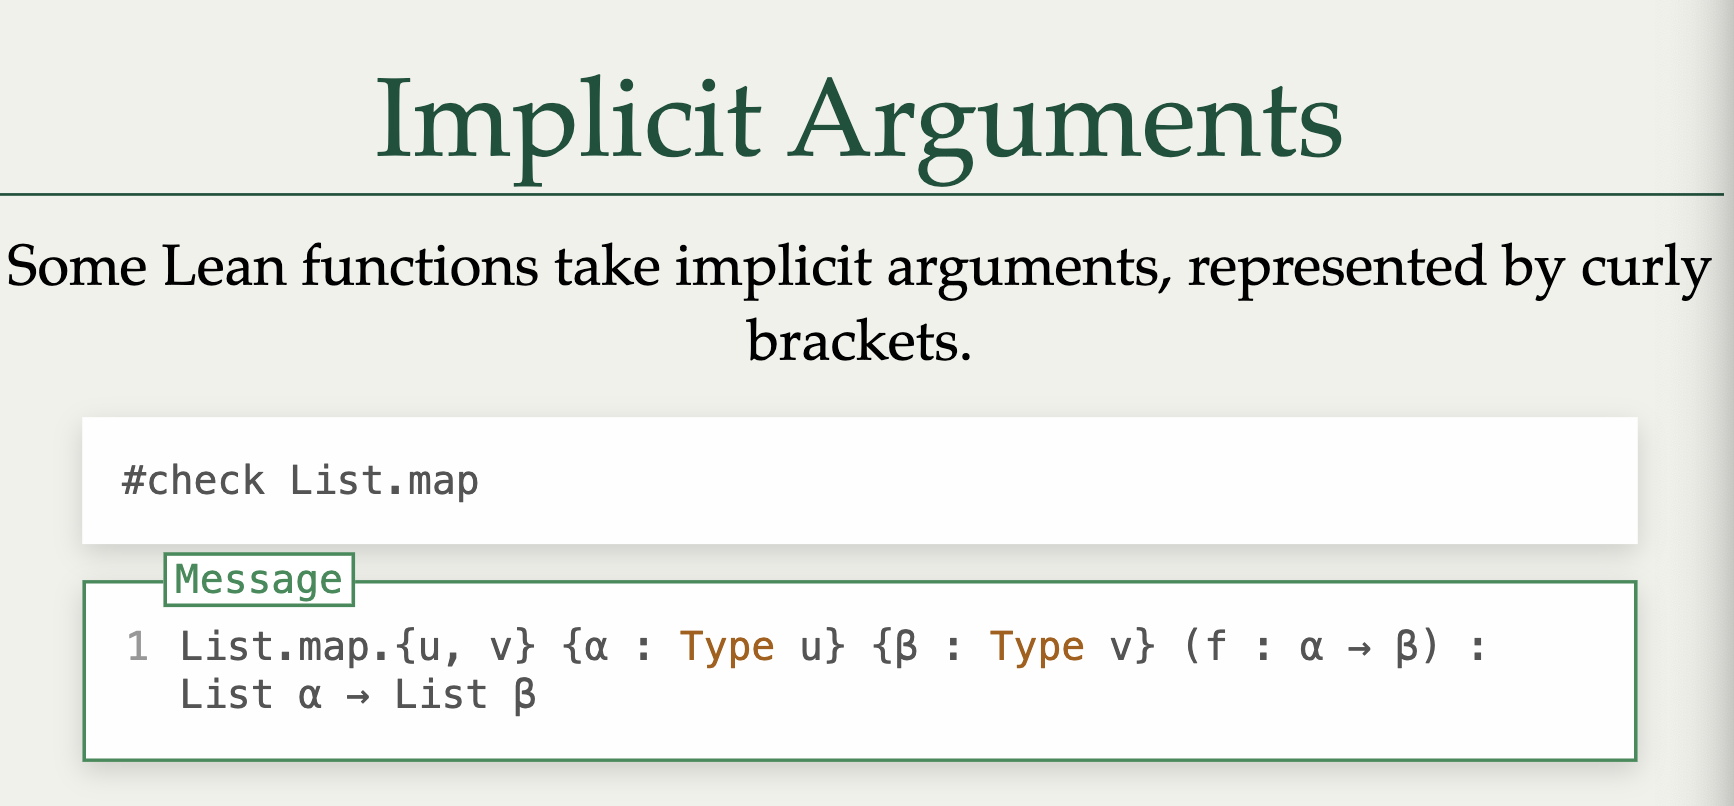 Implicit Arguments
Some Lean functions take implicit arguments, represented by curly
brackets.
#check List.map
Message
1 List.map.{u, v} {α : Type u} {β : Type v} (f : α → β) :
List α → List β